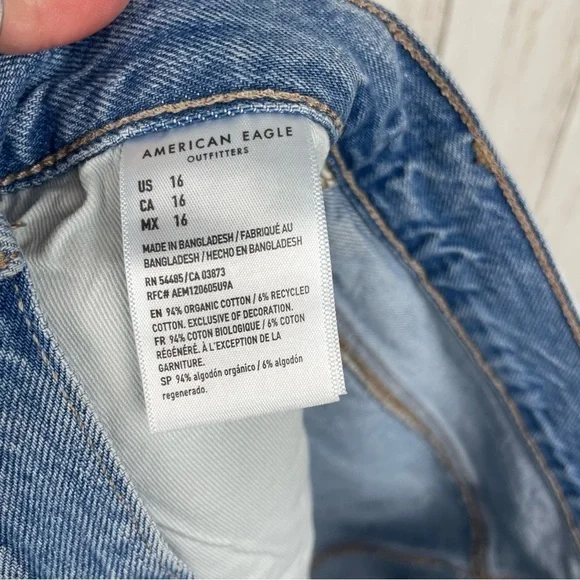 AMERICAN EAGLE
OUTFITTERS
US 16
CA 16
MX 16
MADE IN BANGLADESH / FABRIQUÉ AU
BANGLADESH / HECHO EN BANGLADESH
RN 54485/CA 03873
RFC# AEM120605U9A
EN 94% ORGANIC COTTON / 6% RECYCLED
COTTON. EXCLUSIVE OF DECORATION.
FR 94% COTON BIOLOGIQUE / 6% COTON
RÉGÉNÉRÉ. À L'EXCEPTION DE LA
GARNITURE.
SP 94% algodón orgánico / 6% algodón
regenerado.